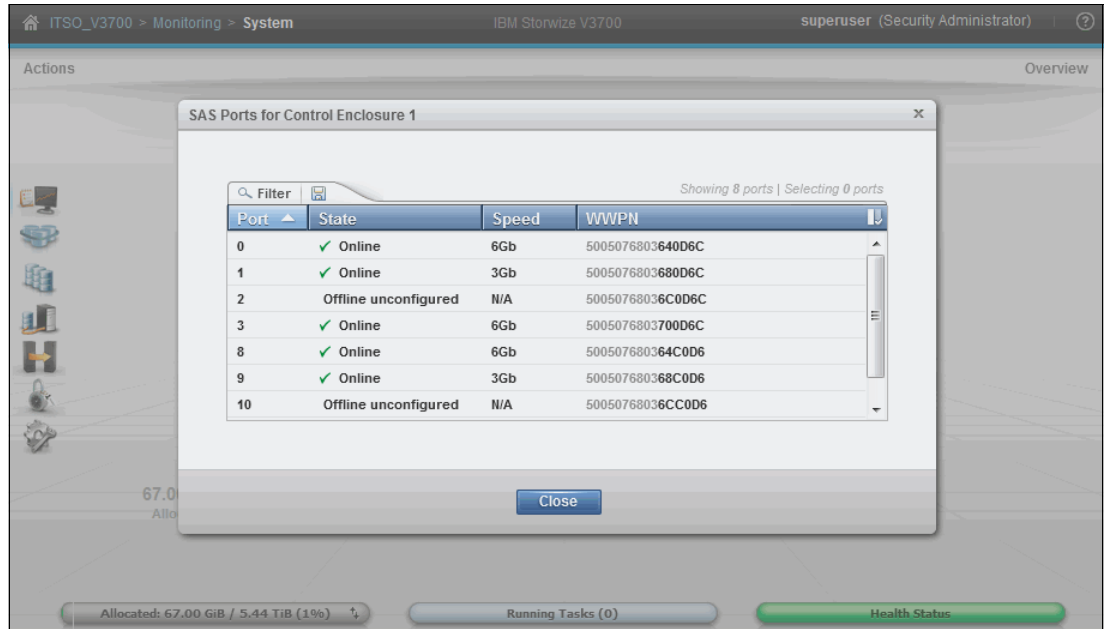 ITSO_V3700 > Monitoring > System IBM Storwize V3700 superuser (Security Administrator) ?
Actions Overview
SAS Ports for Control Enclosure 1 x
Filter Showing 8 ports | Selecting 0 ports
Port State Speed WWPN
0 ✓ Online 6Gb 5005076803640D6C
1 ✓ Online 3Gb 5005076803680D6C
2 Offline unconfigured N/A 50050768036C0D6C
3 ✓ Online 6Gb 5005076803700D6C
8 ✓ Online 6Gb 500507680364C0D6
9 ✓ Online 3Gb 500507680368C0D6
10 Offline unconfigured N/A 50050768036CC0D6
67.0
Allo
Close
Allocated: 67.00 GiB / 5.44 TiB (1%) Running Tasks (0) Health Status